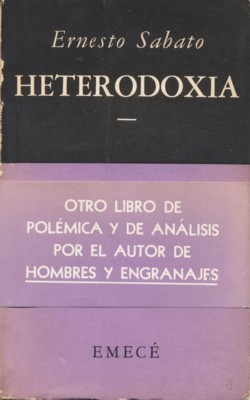 Ernesto Sabato
HETERODOXIA
OTRO LIBRO DE
POLÉMICA Y DE ANÁLISIS
POR EL AUTOR DE
HOMBRES Y ENGRANAJES
EMECÉ